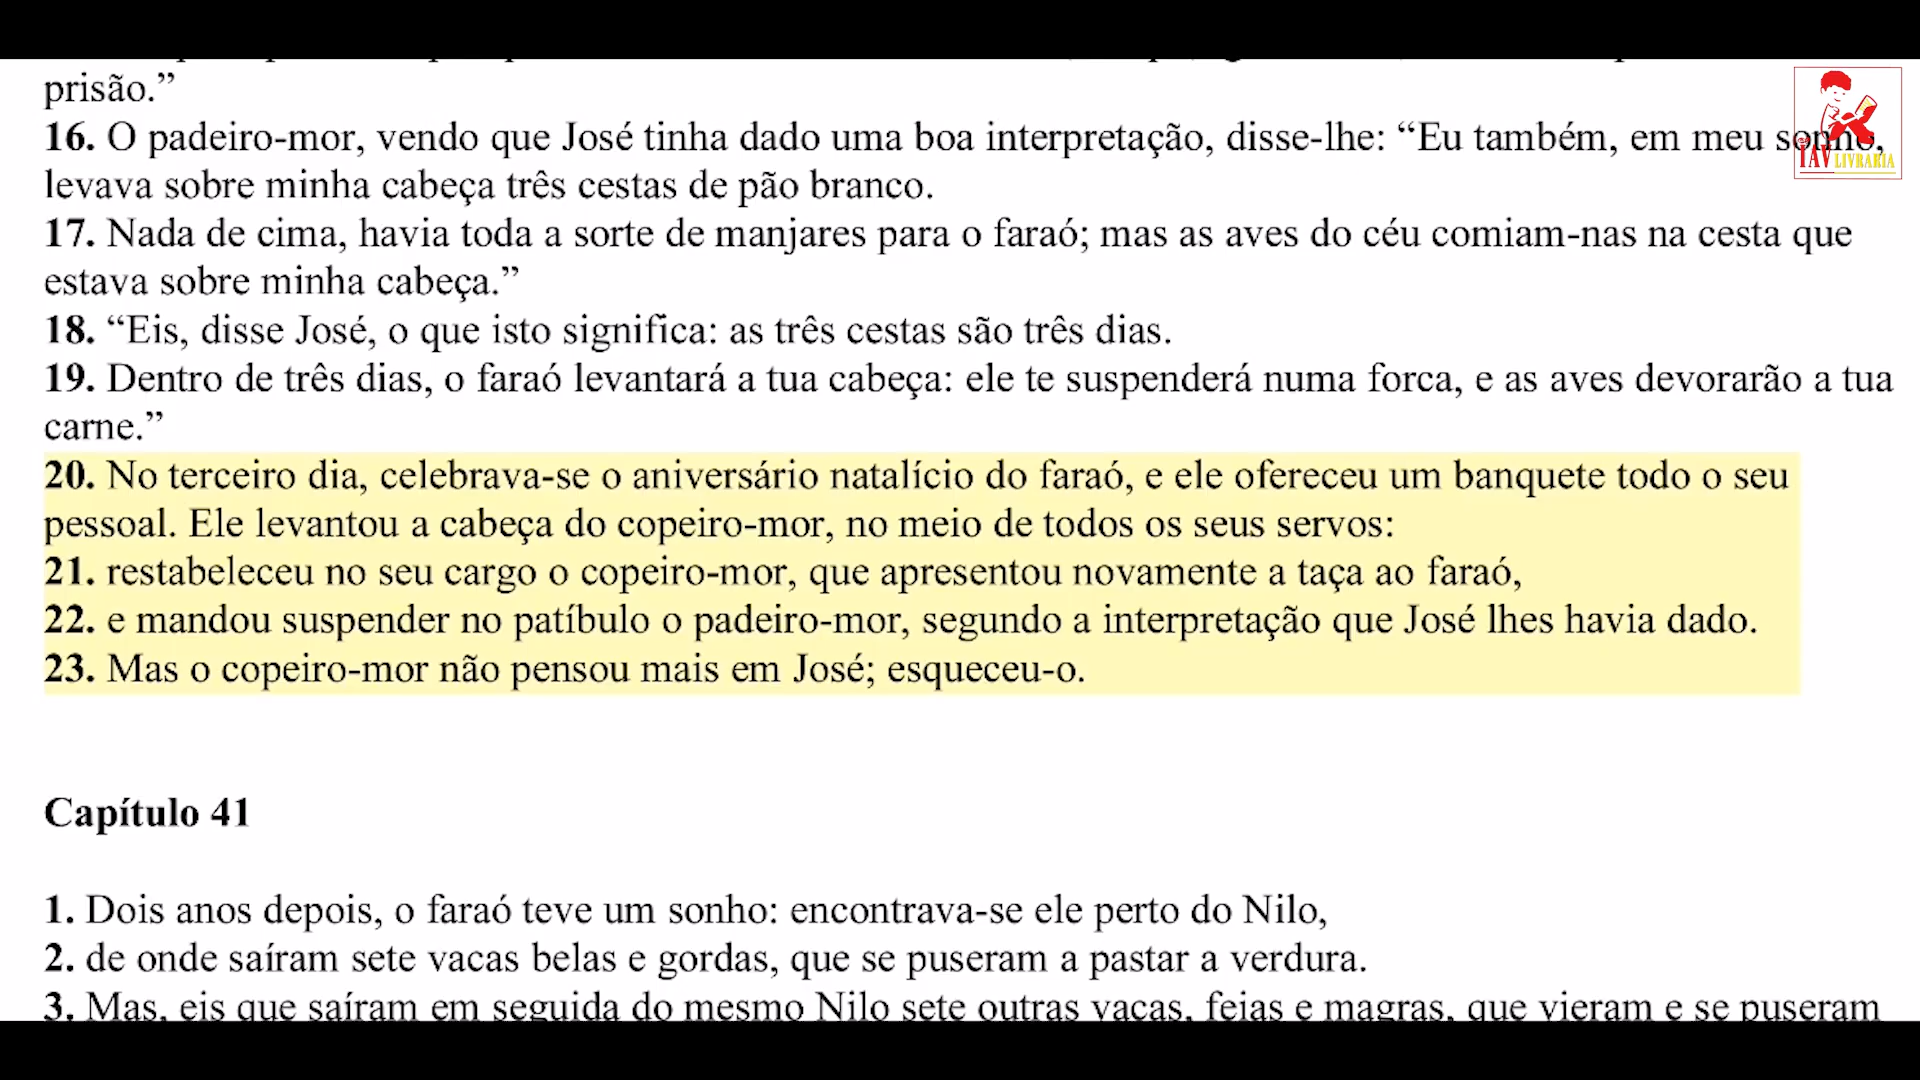 prisão.”
16. O padeiro-mor, vendo que José tinha dado uma boa interpretação, disse-lhe: “Eu também, em meu sonho,
levava sobre minha cabeça três cestas de pão branco.
17. Nada de cima, havia toda a sorte de manjares para o faraó; mas as aves do céu comiam-nas na cesta que
estava sobre minha cabeça.”
18. “Eis, disse José, o que isto significa: as três cestas são três dias.
19. Dentro de três dias, o faraó levantará a tua cabeça: ele te suspenderá numa forca, e as aves devorarão a tua
carne.”
20. No terceiro dia, celebrava-se o aniversário natalício do faraó, e ele ofereceu um banquete todo o seu
pessoal. Ele levantou a cabeça do copeiro-mor, no meio de todos os seus servos:
21. restabeleceu no seu cargo o copeiro-mor, que apresentou novamente a taça ao faraó,
22. e mandou suspender no patíbulo o padeiro-mor, segundo a interpretação que José lhes havia dado.
23. Mas o copeiro-mor não pensou mais em José; esqueceu-o.
Capítulo 41
1. Dois anos depois, o faraó teve um sonho: encontrava-se ele perto do Nilo,
2. de onde saíram sete vacas belas e gordas, que se puseram a pastar a verdura.
3. Mas, eis que saíram em seguida do mesmo Nilo sete outras vacas, feias e magras, que vieram e se puseram
IAV LIVRARIA